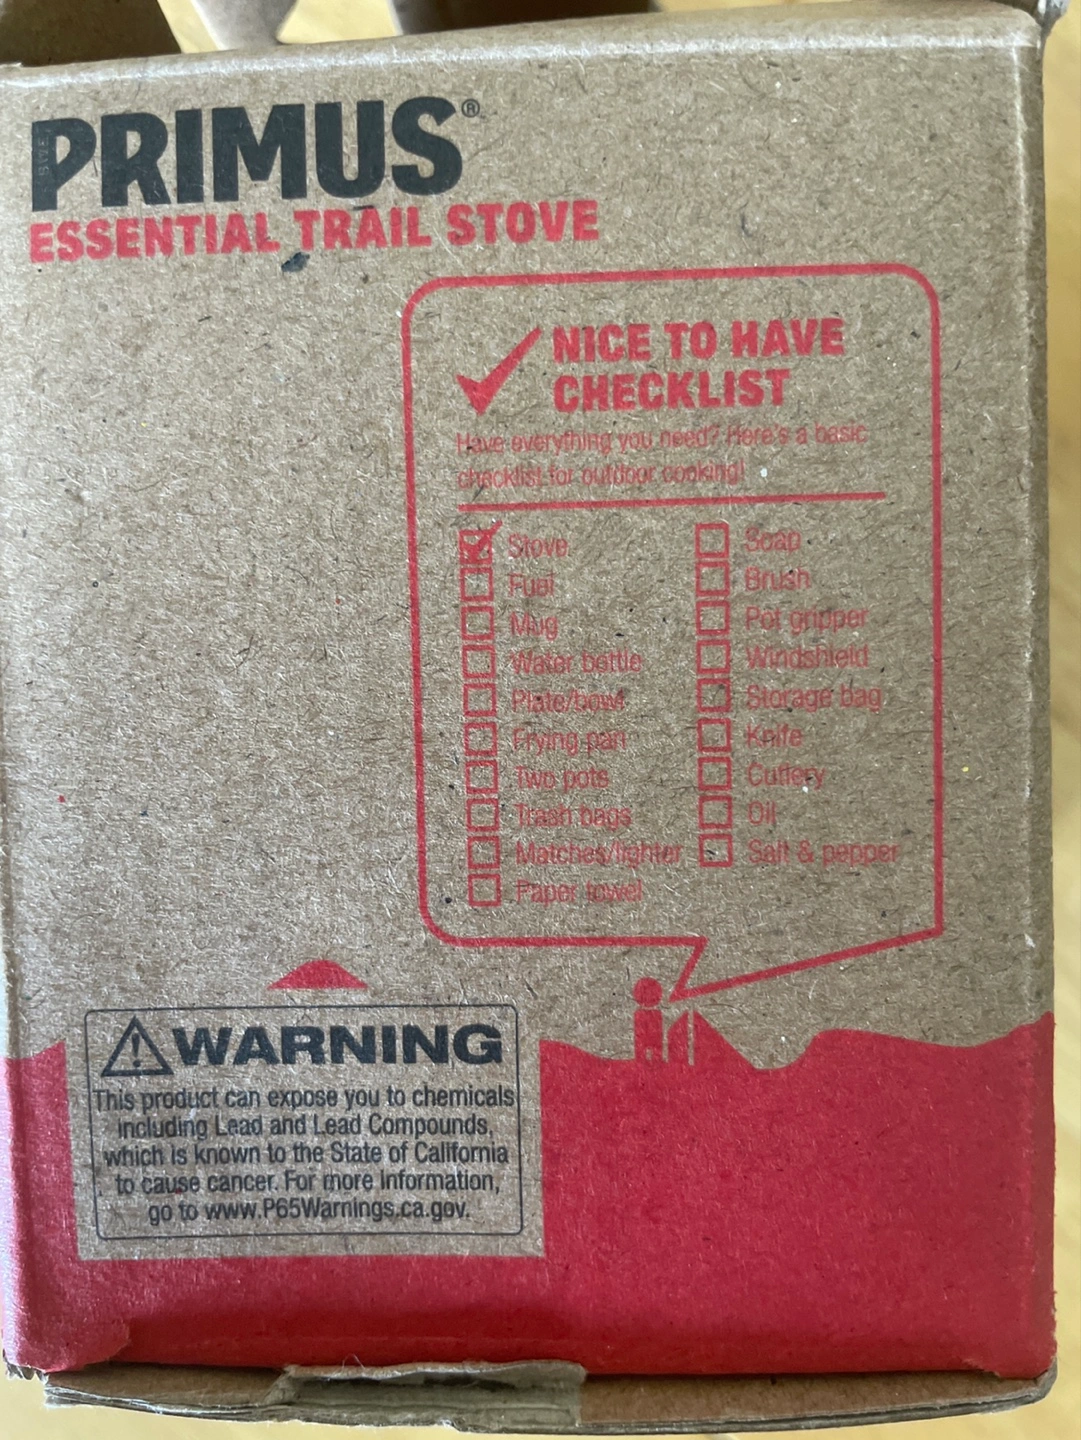 PRIMUS®
ESSENTIAL TRAIL STOVE
NICE TO HAVE
CHECKLIST
Have everything you need? Here's a basic
checklist for outdoor cooking!
Stove
Fuel
Mug
Water bottle
Plate/bowl
Frying pan
Two pots
Trash bags
Matches/lighter
Paper towel
Soap
Brush
Pot gripper
Windshield
Storage bag
Knife
Cutlery
Oil
Salt & pepper
WARNING
This product can expose you to chemicals
including Lead and Lead Compounds,
which is known to the State of California
to cause cancer. For more information,
go to www.P65Warnings.ca.gov.